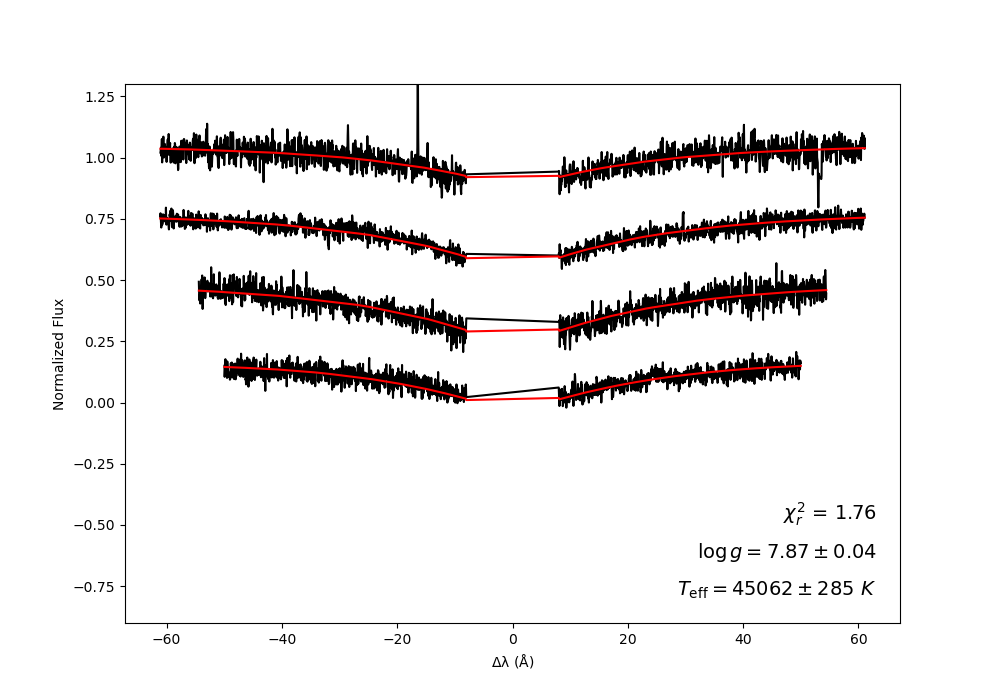 1.25
1.00
0.75
0.50
0.25
0.00
−0.25
−0.50
−0.75
Normalized Flux
χ²ᵣ = 1.76
log g = 7.87 ± 0.04
T_eff = 45062 ± 285 K
−60 −40 −20 0 20 40 60
Δλ (Å)